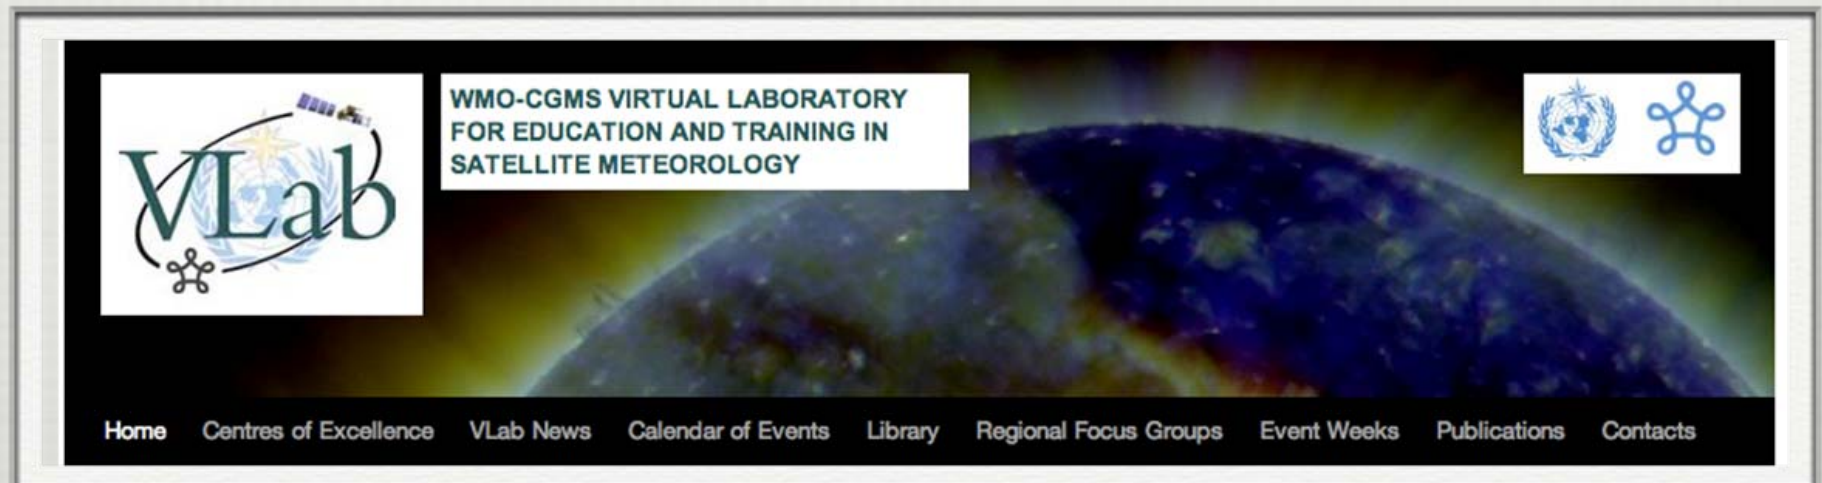 VLab
WMO-CGMS VIRTUAL LABORATORY
FOR EDUCATION AND TRAINING IN
SATELLITE METEOROLOGY
Home Centres of Excellence VLab News Calendar of Events Library Regional Focus Groups Event Weeks Publications Contacts